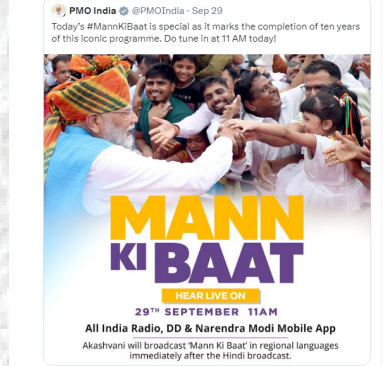 PMO India @PMOIndia · Sep 29
Today's #MannKiBaat is special as it marks the completion of ten years
of this iconic programme. Do tune in at 11 AM today!
MANN
KI BAAT
HEAR LIVE ON
29TH SEPTEMBER 11AM
All India Radio, DD & Narendra Modi Mobile App
Akashvani will broadcast 'Mann Ki Baat' in regional languages
immediately after the Hindi broadcast.